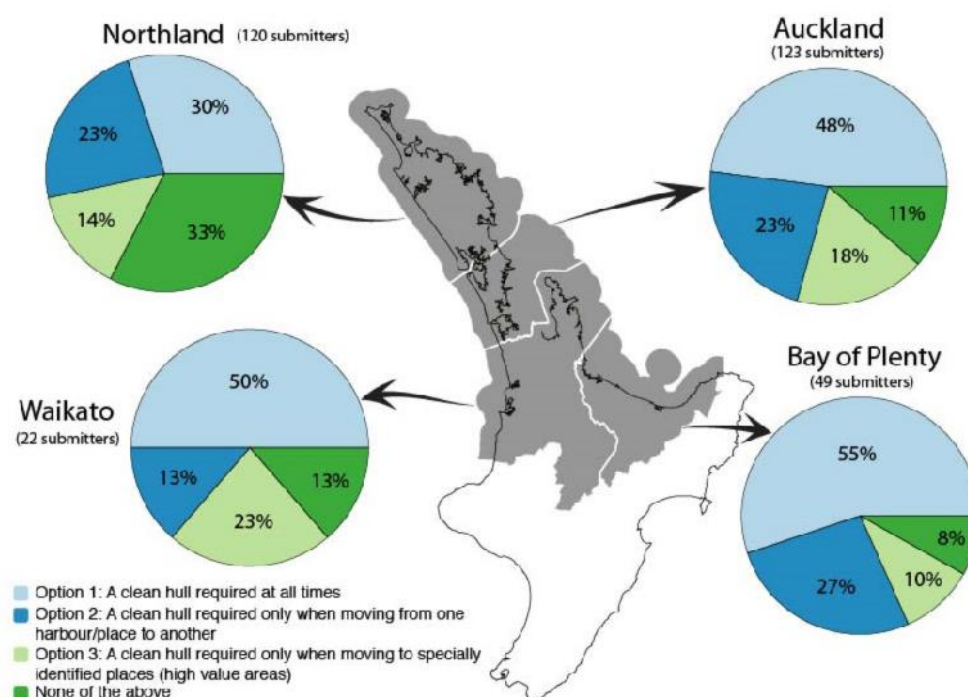 Northland (120 submitters)
30%
23%
14%
33%
Auckland
(123 submitters)
48%
23%
11%
18%
Waikato
(22 submitters)
50%
13%
13%
23%
Bay of Plenty
(49 submitters)
55%
27%
8%
10%
Option 1: A clean hull required at all times
Option 2: A clean hull required only when moving from one
harbour/place to another
Option 3: A clean hull required only when moving to specially
identified places (high value areas)
None of the above